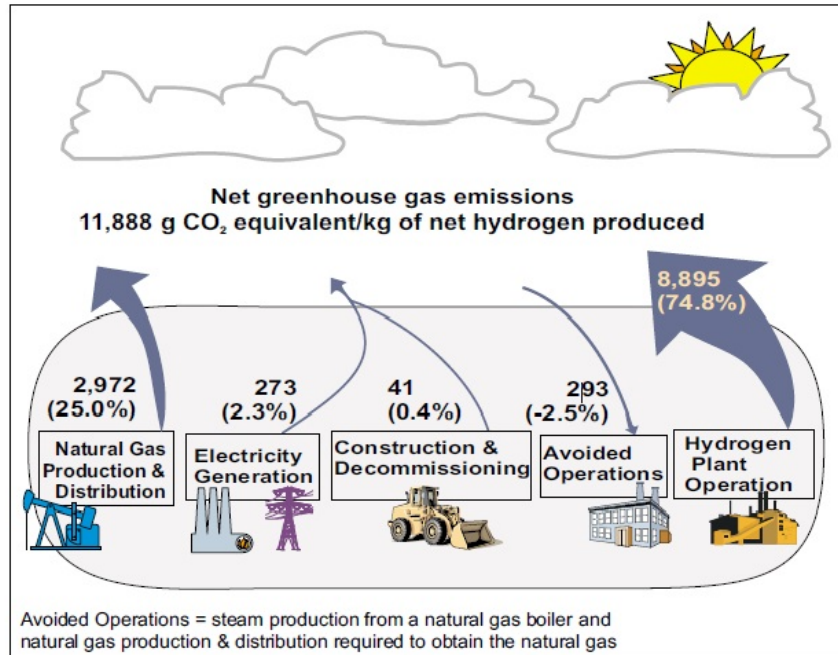 Net greenhouse gas emissions
11,888 g CO₂ equivalent/kg of net hydrogen produced
8,895
(74.8%)
2,972
(25.0%)
273
(2.3%)
41
(0.4%)
293
(-2.5%)
Natural Gas
Production &
Distribution
Electricity
Generation
Construction &
Decommissioning
Avoided
Operations
Hydrogen
Plant
Operation
Avoided Operations = steam production from a natural gas boiler and
natural gas production & distribution required to obtain the natural gas